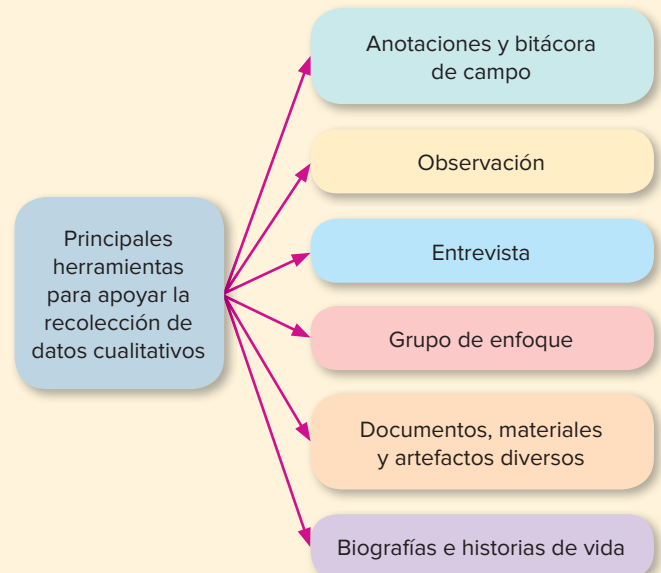 Principales
herramientas
para apoyar la
recolección de
datos cualitativos
Anotaciones y bitácora
de campo
Observación
Entrevista
Grupo de enfoque
Documentos, materiales
y artefactos diversos
Biografías e historias de vida